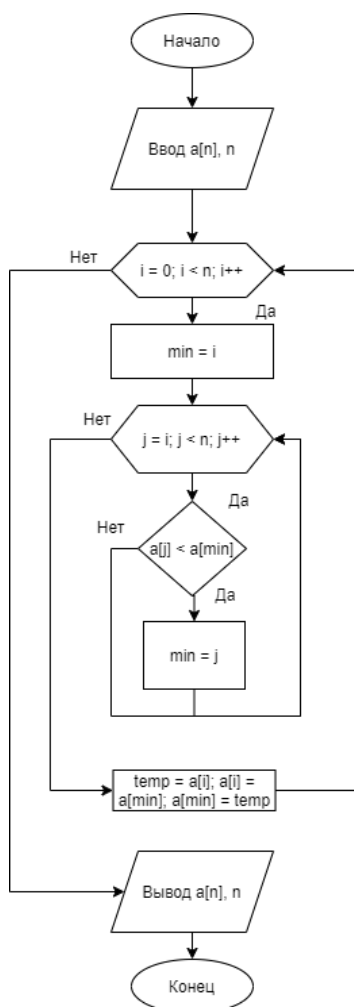 Начало
Ввод a[n], n
Нет
i = 0; i < n; i++
Да
min = i
Нет
j = i; j < n; j++
Да
Нет
a[j] < a[min]
Да
min = j
temp = a[i]; a[i] =
a[min]; a[min] = temp
Вывод a[n], n
Конец